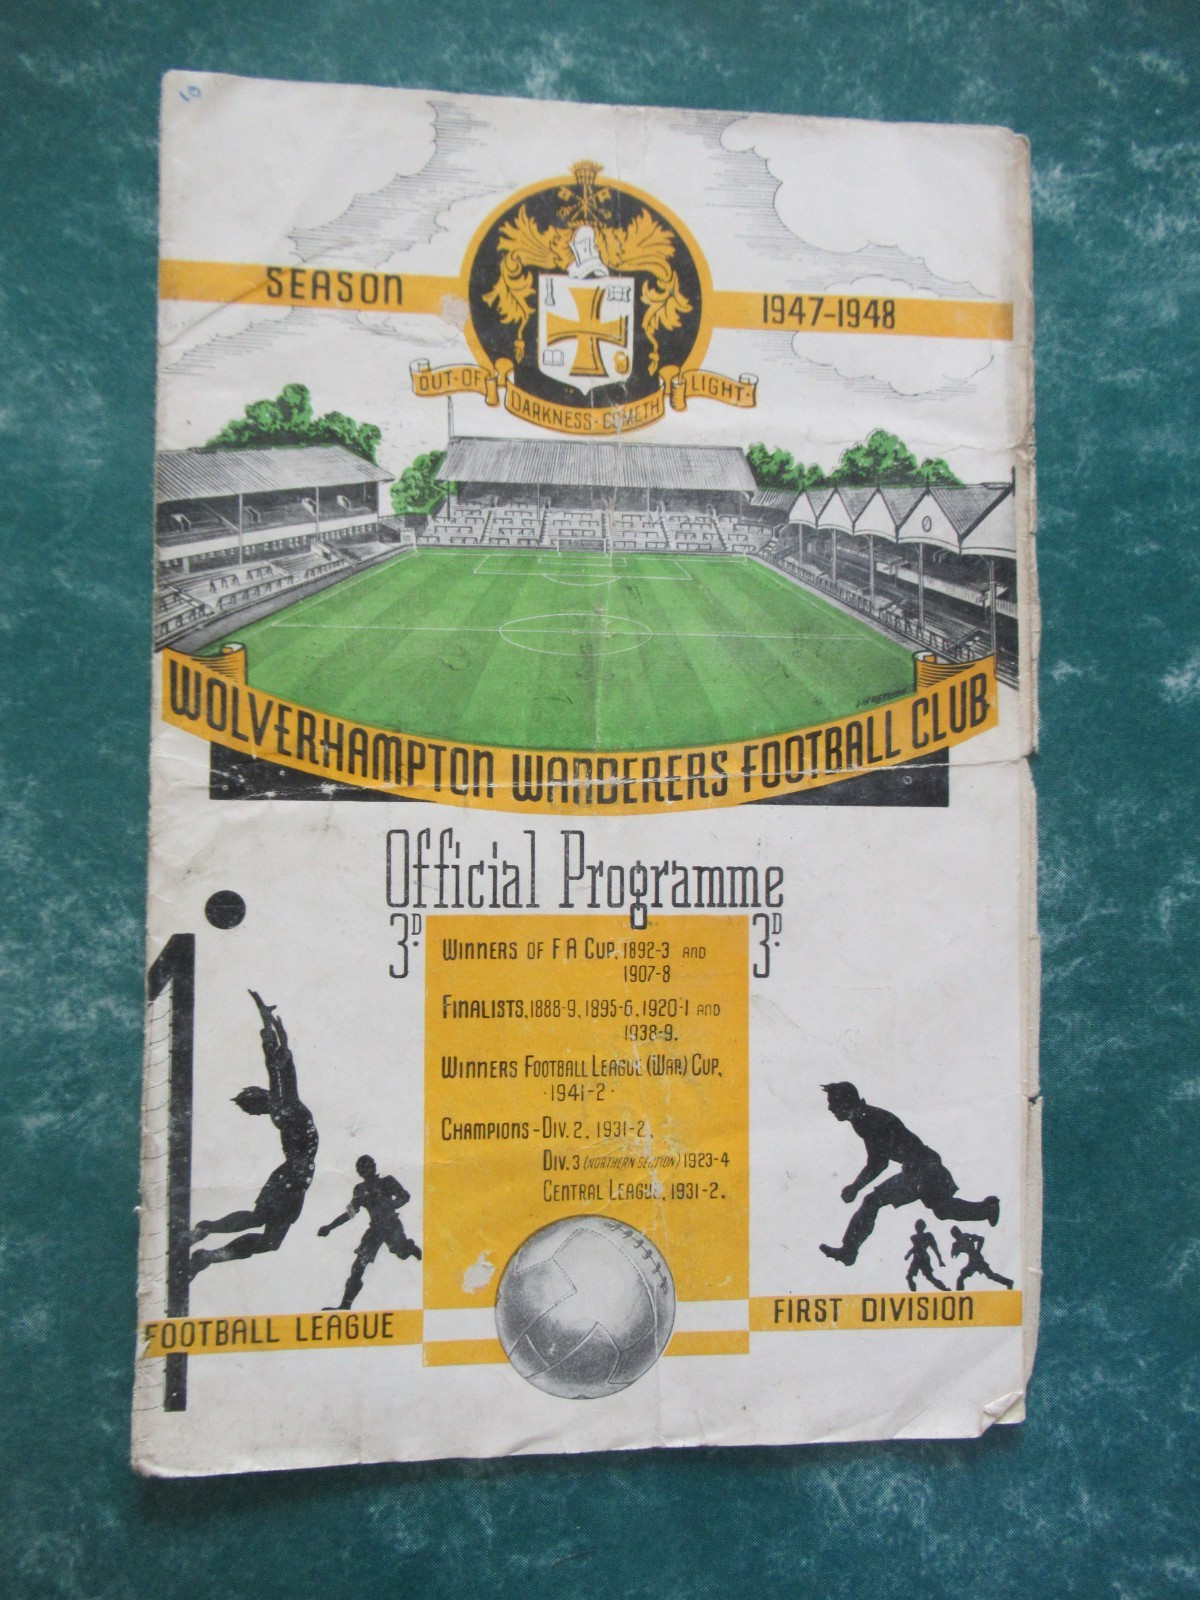 10
SEASON
1947-1948
OUT·OF
DARKNESS·COMETH
LIGHT·
WOLVERHAMPTON WANDERERS FOOTBALL CLUB
Official Programme
3D.
3D.
WINNERS OF F A CUP, 1892-3 AND
1907-8
FINALISTS, 1888-9, 1895-6, 1920-1 AND
1938-9.
WINNERS FOOTBALL LEAGUE (WAR) CUP,
·1941-2·
CHAMPIONS-DIV. 2, 1931-2,
DIV. 3 (NORTHERN SECTION) 1923-4
CENTRAL LEAGUE, 1931-2.
FOOTBALL LEAGUE
FIRST DIVISION